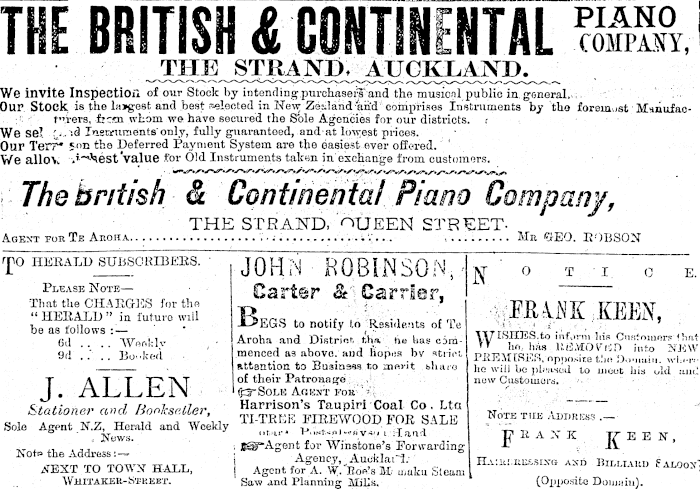 THE BRITISH & CONTINENTAL PIANO COMPANY,
THE STRAND, AUCKLAND.
We invite Inspection of our Stock by intending purchasers and the musical public in general.
Our Stock is the largest and best selected in New Zealand and comprises Instruments by the foremost Manufac-
turers, from whom we have secured the Sole Agencies for our districts.
We sell Instruments only, fully guaranteed, and at lowest prices.
Our on the Deferred Payment System are the easiest ever offered.
We allow value for Old Instruments taken in exchange from customers.
The British & Continental Piano Company,
THE STRAND, QUEEN STREET.
AGENT FOR TE AROHA.......... MR GEO. ROBSON
TO HERALD SUBSCRIBERS.
PLEASE NOTE—
That the CHARGES for the
"HERALD" in future will
be as follows :—
6d .. .. Weekly
9d .. .. Booked
J. ALLEN
Stationer and Bookseller,
Sole Agent N.Z, Herald and Weekly
News.
Note the Address :—
NEXT TO TOWN HALL,
WHITAKER-STREET.
JOHN ROBINSON,
Carter & Carrier,
BEGS to notify to Residents of Te
Aroha and District tha he has com-
menced as above, and hopes by strict
attention to Business to merit share
of their Patronage
SOLE AGENT FOR
Harrison's Taupiri Coal Co. Ltd
TI-TREE FIREWOOD FOR SALE
Hand
Agent for Winstone's Forwarding
Agency, Auckland.
Agent for A. W. Roe's Steam
Saw and Planning Mills.
NOTICE.
FRANK KEEN,
WISHES to inform his Customers that
he has REMOVED into NEW
PREMISES, opposite the Domain, where
he will be pleased to meet his old and
new Customers.
NOTE THE ADDRESS .—
FRANK KEEN,
HAIRDRESSING AND BILLIARD SALOON
(Opposite Domain).